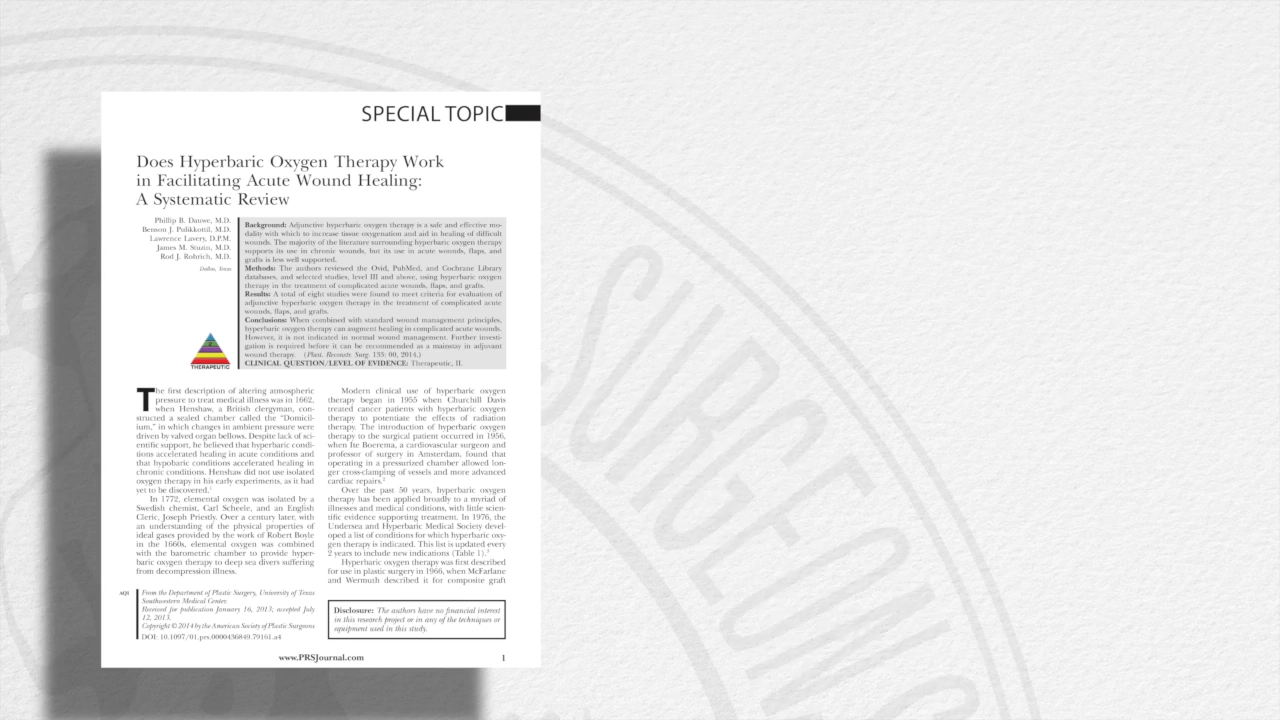 SPECIAL TOPIC
Does Hyperbaric Oxygen Therapy Work
in Facilitating Acute Wound Healing:
A Systematic Review
Phillip B. Dauwe, M.D.
Benson J. Pulikkottil, M.D.
Lawrence Lavery, D.P.M.
James M. Stuzin, M.D.
Rod J. Rohrich, M.D.
Dallas, Texas
Background: Adjunctive hyperbaric oxygen therapy is a safe and effective mo-
dality with which to increase tissue oxygenation and aid in healing of difficult
wounds. The majority of the literature surrounding hyperbaric oxygen therapy
supports its use in chronic wounds, but its use in acute wounds, flaps, and
grafts is less well supported.
Methods: The authors reviewed the Ovid, PubMed, and Cochrane Library
databases, and selected studies, level III and above, using hyperbaric oxygen
therapy in the treatment of complicated acute wounds, flaps, and grafts.
Results: A total of eight studies were found to meet criteria for evaluation of
adjunctive hyperbaric oxygen therapy in the treatment of complicated acute
wounds, flaps, and grafts.
Conclusions: When combined with standard wound management principles,
hyperbaric oxygen therapy can augment healing in complicated acute wounds.
However, it is not indicated in normal wound management. Further investi-
gation is required before it can be recommended as a mainstay in adjuvant
wound therapy. (Plast. Reconstr. Surg. 133: 00, 2014.)
CLINICAL QUESTION/LEVEL OF EVIDENCE: Therapeutic, II.
THERAPEUTIC
The first description of altering atmospheric
pressure to treat medical illness was in 1662,
when Henshaw, a British clergyman, con-
structed a sealed chamber called the “Domicil-
ium,” in which changes in ambient pressure were
driven by valved organ bellows. Despite lack of sci-
entific support, he believed that hyperbaric condi-
tions accelerated healing in acute conditions and
that hypobaric conditions accelerated healing in
chronic conditions. Henshaw did not use isolated
oxygen therapy in his early experiments, as it had
yet to be discovered.1
In 1772, elemental oxygen was isolated by a
Swedish chemist, Carl Scheele, and an English
Cleric, Joseph Priestly. Over a century later, with
an understanding of the physical properties of
ideal gases provided by the work of Robert Boyle
in the 1660s, elemental oxygen was combined
with the barometric chamber to provide hyper-
baric oxygen therapy to deep sea divers suffering
from decompression illness.
Modern clinical use of hyperbaric oxygen
therapy began in 1955 when Churchill Davis
treated cancer patients with hyperbaric oxygen
therapy to potentiate the effects of radiation
therapy. The introduction of hyperbaric oxygen
therapy to the surgical patient occurred in 1956,
when Ite Boerema, a cardiovascular surgeon and
professor of surgery in Amsterdam, found that
operating in a pressurized chamber allowed lon-
ger cross-clamping of vessels and more advanced
cardiac repairs.2
Over the past 50 years, hyperbaric oxygen
therapy has been applied broadly to a myriad of
illnesses and medical conditions, with little scien-
tific evidence supporting treatment. In 1976, the
Undersea and Hyperbaric Medical Society devel-
oped a list of conditions for which hyperbaric oxy-
gen therapy is indicated. This list is updated every
2 years to include new indications (Table 1).3
Hyperbaric oxygen therapy was first described
for use in plastic surgery in 1966, when McFarlane
and Wermuth described it for composite graft
AQ1
From the Department of Plastic Surgery, University of Texas
Southwestern Medical Center.
Received for publication January 16, 2013; accepted July
12, 2013.
Copyright © 2014 by the American Society of Plastic Surgeons
DOI: 10.1097/01.prs.0000436849.79161.a4
Disclosure: The authors have no financial interest
in this research project or in any of the techniques or
equipment used in this study.
www.PRSJournal.com
1